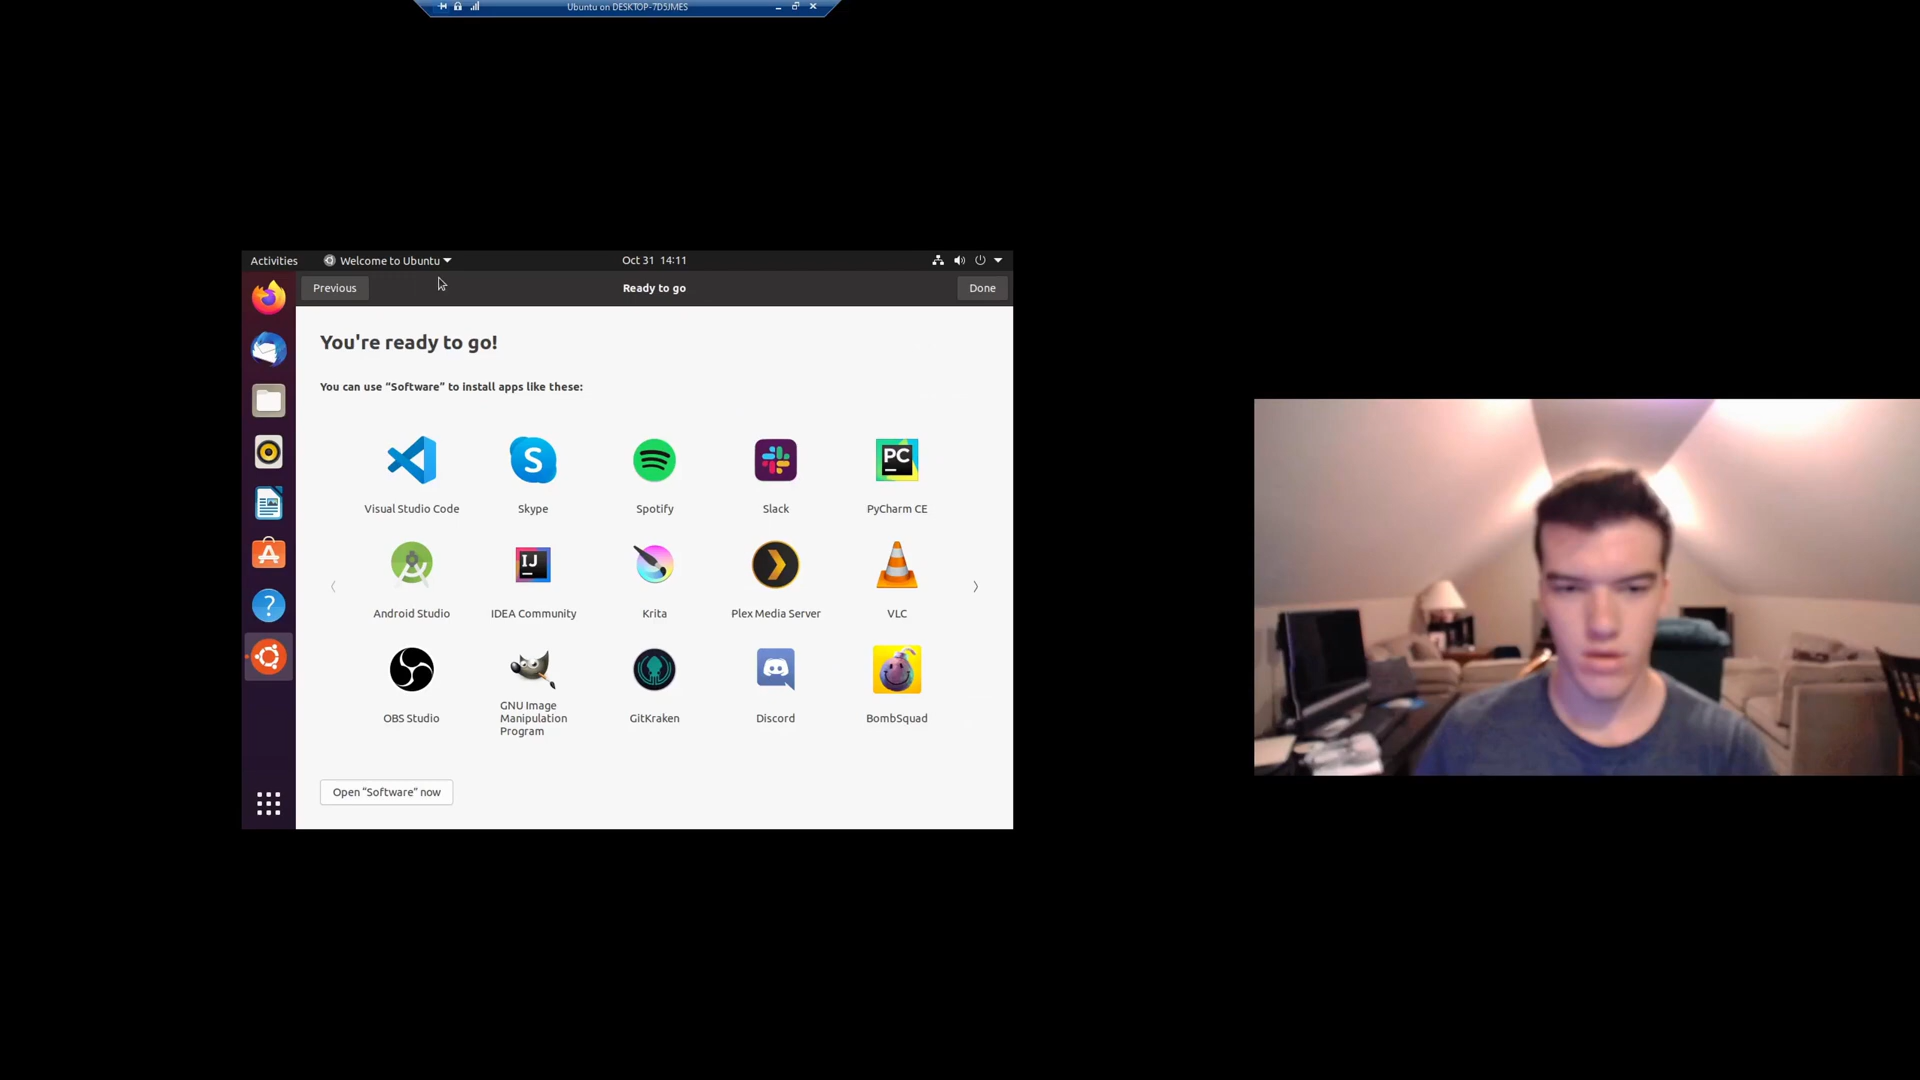 Ubuntu on DESKTOP-7D5JMES
Activities
Welcome to Ubuntu
Oct 31 14:11
Previous
Ready to go
Done
You're ready to go!
You can use “Software” to install apps like these:
Visual Studio Code
Skype
Spotify
Slack
PyCharm CE
Android Studio
IDEA Community
Krita
Plex Media Server
VLC
OBS Studio
GNU Image
Manipulation
Program
GitKraken
Discord
BombSquad
Open “Software” now